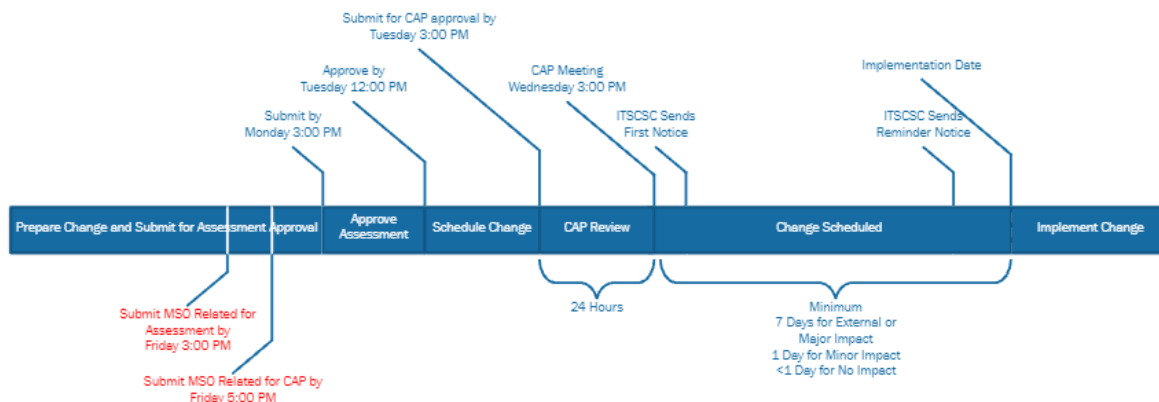 Submit for CAP approval by
Tuesday 3:00 PM
Approve by
Tuesday 12:00 PM
CAP Meeting
Wednesday 3:00 PM
Implementation Date
Submit by
Monday 3:00 PM
ITSCSC Sends
First Notice
ITSCSC Sends
Reminder Notice
Prepare Change and Submit for Assessment Approval
Approve
Assessment
Schedule Change
CAP Review
Change Scheduled
Implement Change
Submit MSO Related for
Assessment by
Friday 3:00 PM
Submit MSO Related for CAP by
Friday 5:00 PM
24 Hours
Minimum
7 Days for External or
Major Impact
1 Day for Minor Impact
<1 Day for No Impact